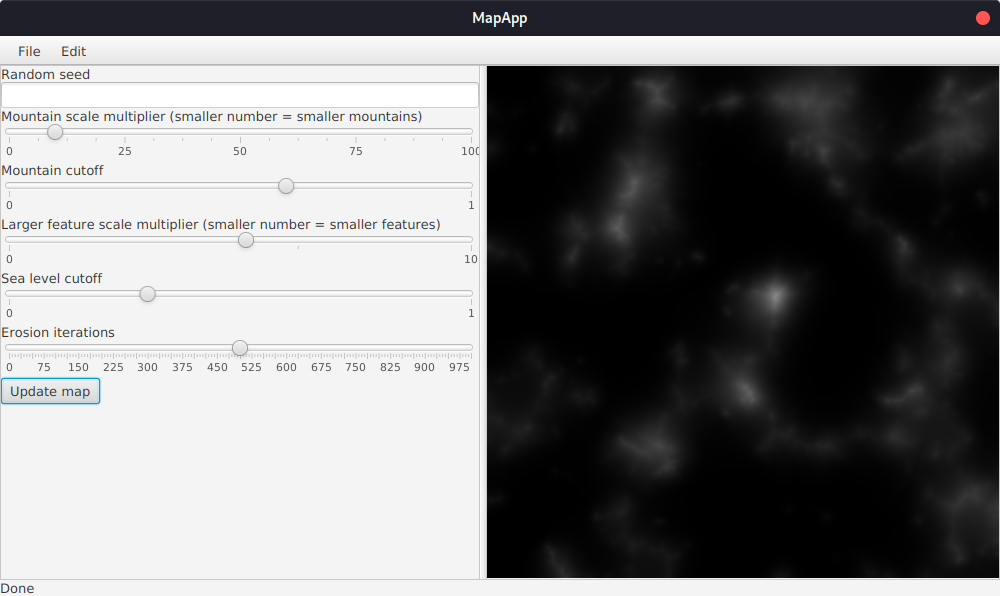 MapApp
File Edit
Random seed
Mountain scale multiplier (smaller number = smaller mountains)
0 25 50 75 100
Mountain cutoff
0 1
Larger feature scale multiplier (smaller number = smaller features)
0 10
Sea level cutoff
0 1
Erosion iterations
0 75 150 225 300 375 450 525 600 675 750 825 900 975
Update map
Done